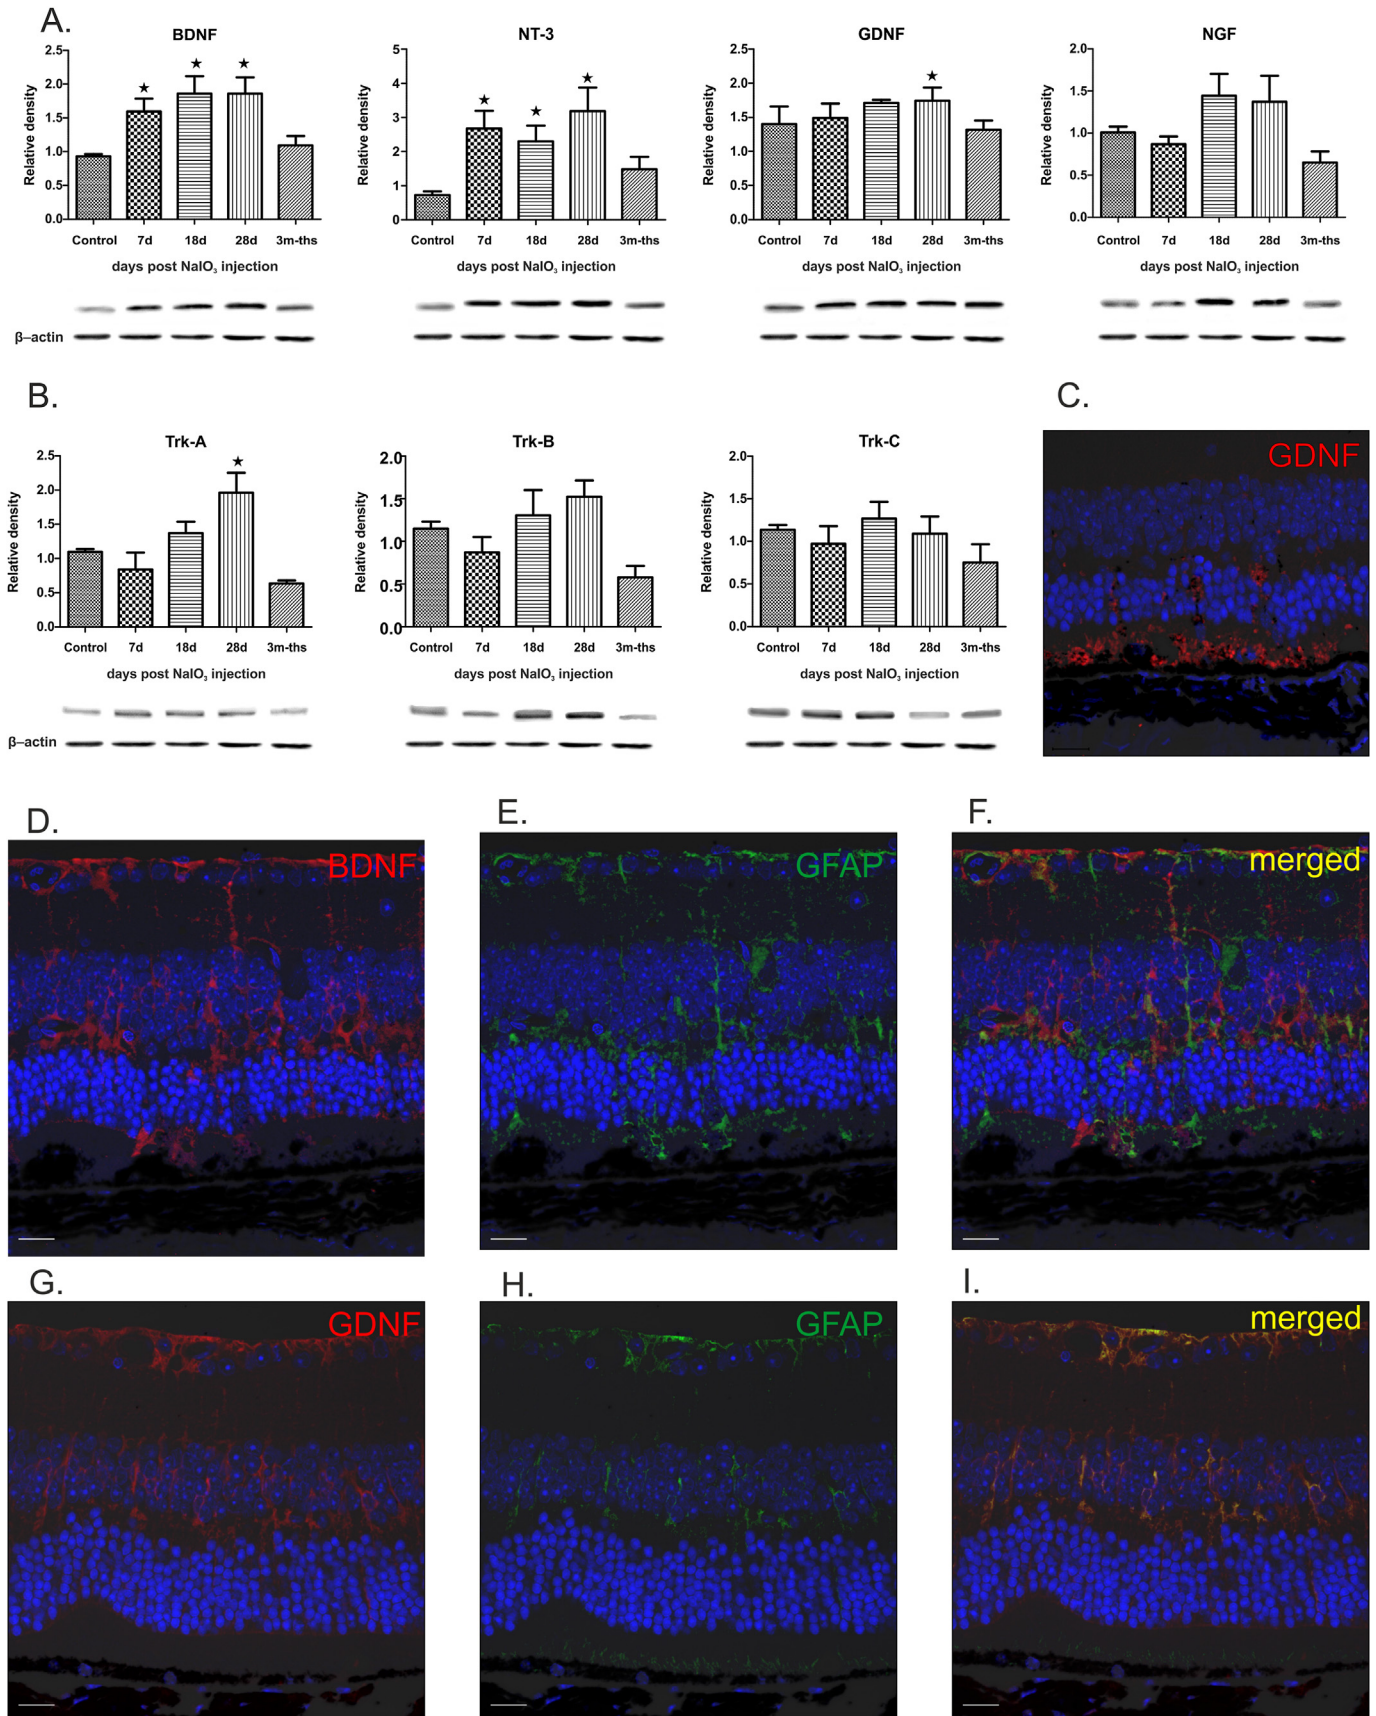 A.
BDNF
NT-3
GDNF
NGF
Relative density
2.5
2.0
1.5
1.0
0.5
0.0
★ ★ ★
Control 7d 18d 28d 3m-ths
days post NaIO₃ injection
Relative density
5
4
3
2
1
0
★ ★ ★
Control 7d 18d 28d 3m-ths
days post NaIO₃ injection
Relative density
2.5
2.0
1.5
1.0
0.5
0.0
★
Control 7d 18d 28d 3m-ths
days post NaIO₃ injection
Relative density
2.0
1.5
1.0
0.5
0.0
Control 7d 18d 28d 3m-ths
days post NaIO₃ injection
β–actin
B.
Trk-A
Relative density
2.5
2.0
1.5
1.0
0.5
0.0
★
Control 7d 18d 28d 3m-ths
days post NaIO₃ injection
Trk-B
Relative density
2.0
1.5
1.0
0.5
0.0
Control 7d 18d 28d 3m-ths
days post NaIO₃ injection
Trk-C
Relative density
2.0
1.5
1.0
0.5
0.0
Control 7d 18d 28d 3m-ths
days post NaIO₃ injection
β–actin
C.
GDNF
D.
BDNF
E.
GFAP
F.
merged
G.
GDNF
H.
GFAP
I.
merged